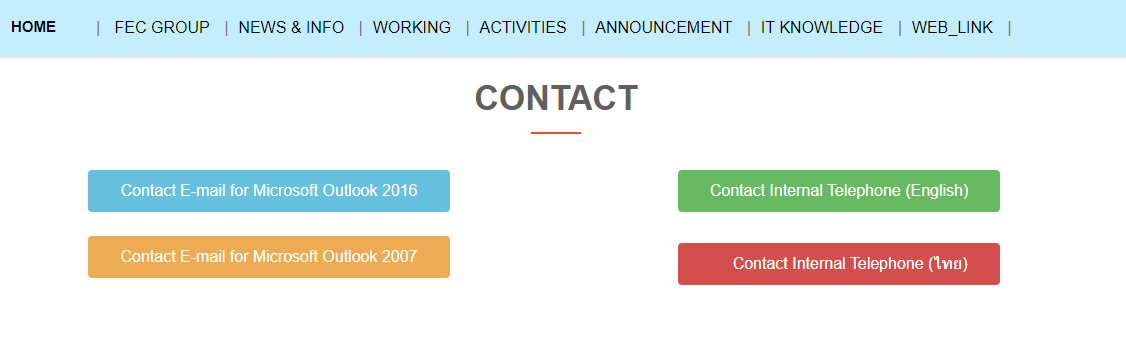 HOME | FEC GROUP | NEWS & INFO | WORKING | ACTIVITIES | ANNOUNCEMENT | IT KNOWLEDGE | WEB_LINK |
CONTACT
Contact E-mail for Microsoft Outlook 2016
Contact Internal Telephone (English)
Contact E-mail for Microsoft Outlook 2007
Contact Internal Telephone (ไทย)